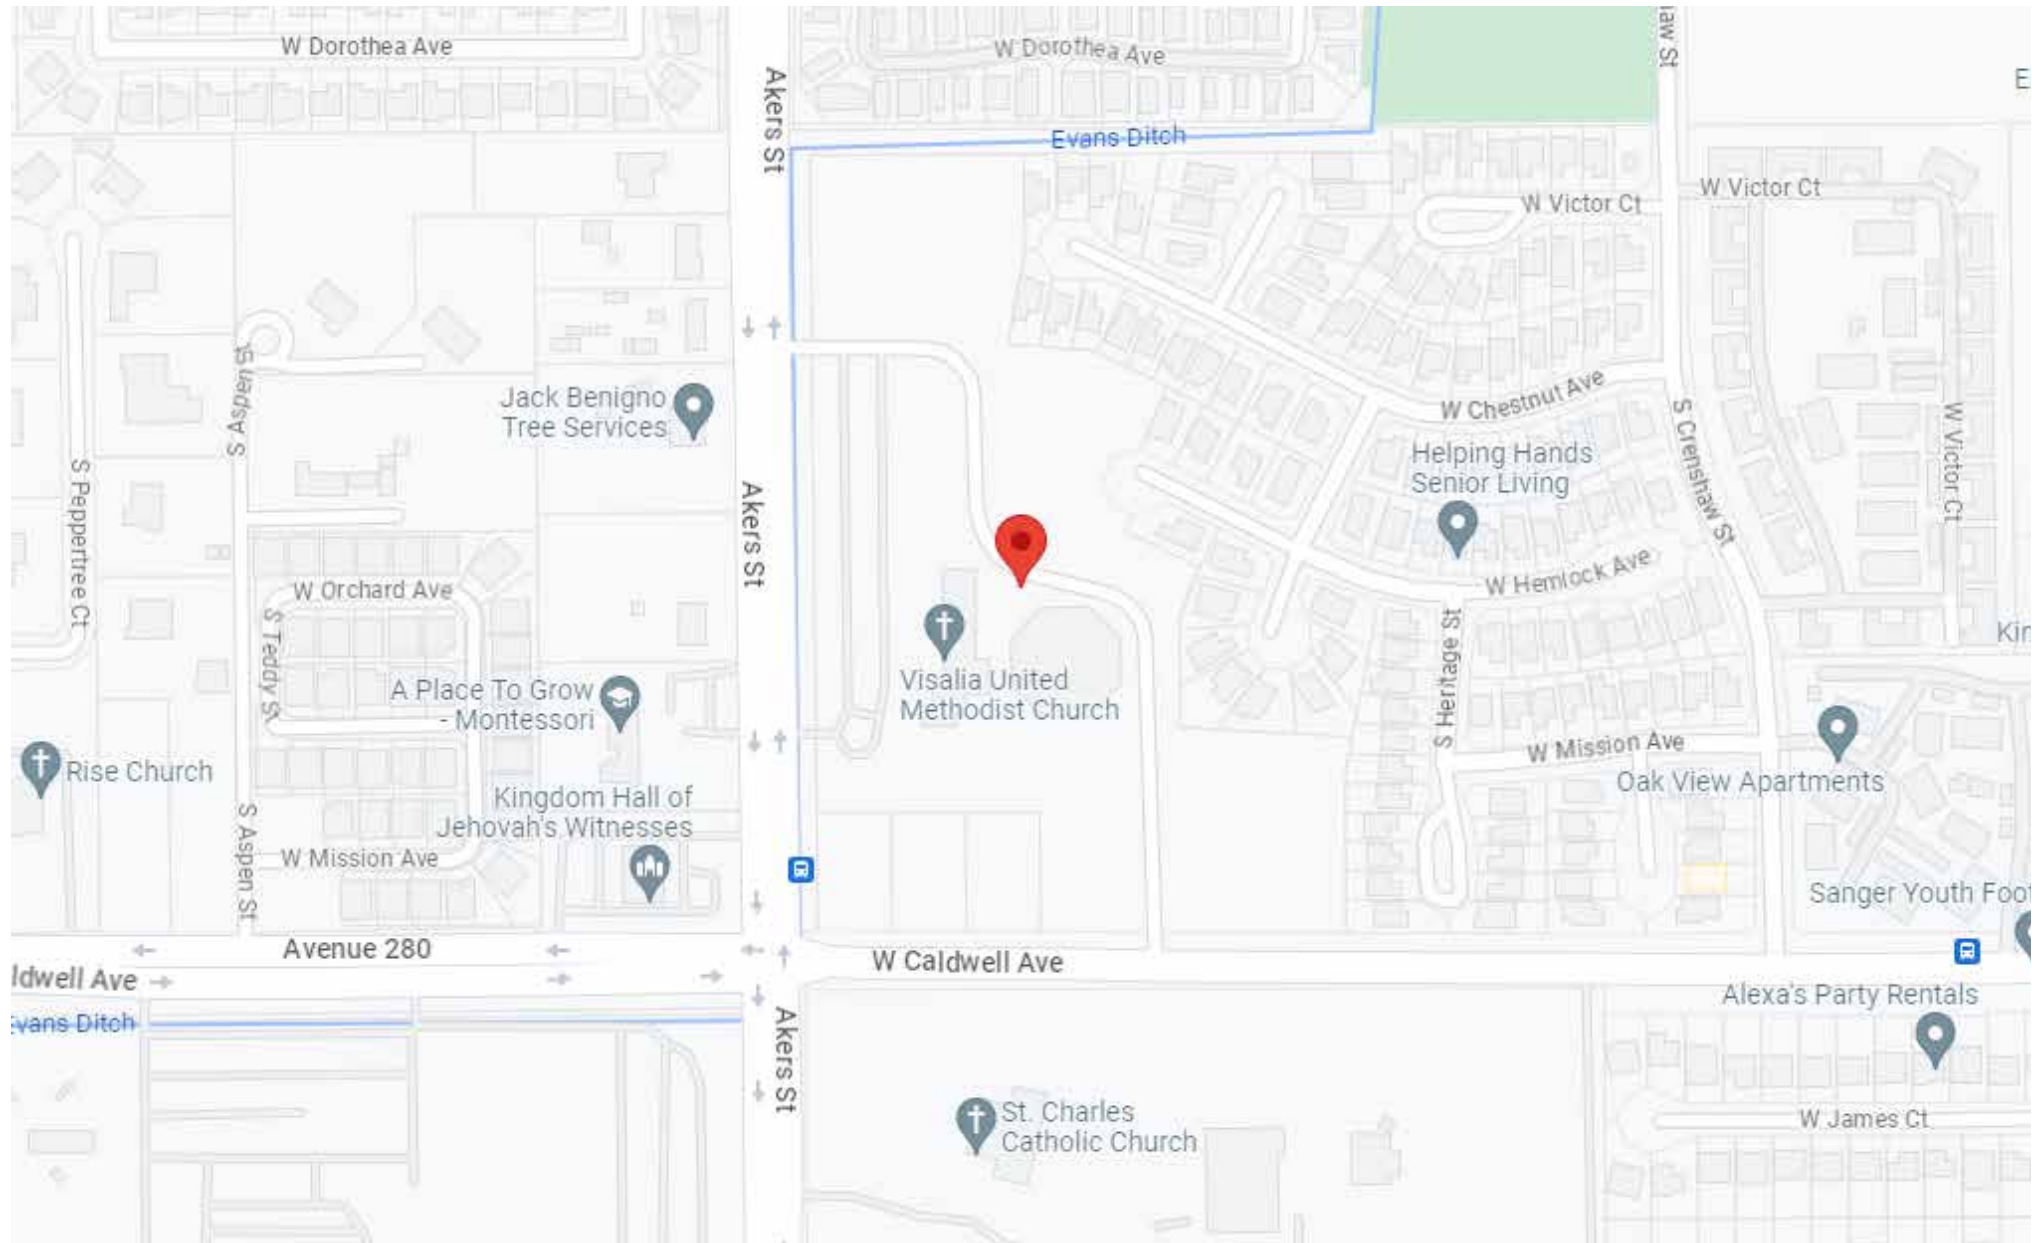 W Dorothea Ave
W Dorothea Ave
Akers St
Evans Ditch
W Victor Ct
W Victor Ct
S Aspen St
Jack Benigno
Tree Services
W Chestnut Ave
S Crenshaw St
W Victor Ct
Helping Hands
Senior Living
S Peppertree Ct
Akers St
W Orchard Ave
S Teddy St
W Hemlock Ave
S Heritage St
Visalia United
Methodist Church
A Place To Grow
- Montessori
W Mission Ave
Oak View Apartments
Rise Church
Kingdom Hall of
Jehovah's Witnesses
W Mission Ave
S Aspen St
Sanger Youth Foot
Avenue 280
W Caldwell Ave
ldwell Ave
Alexa's Party Rentals
vans Ditch
Akers St
St. Charles
Catholic Church
W James Ct